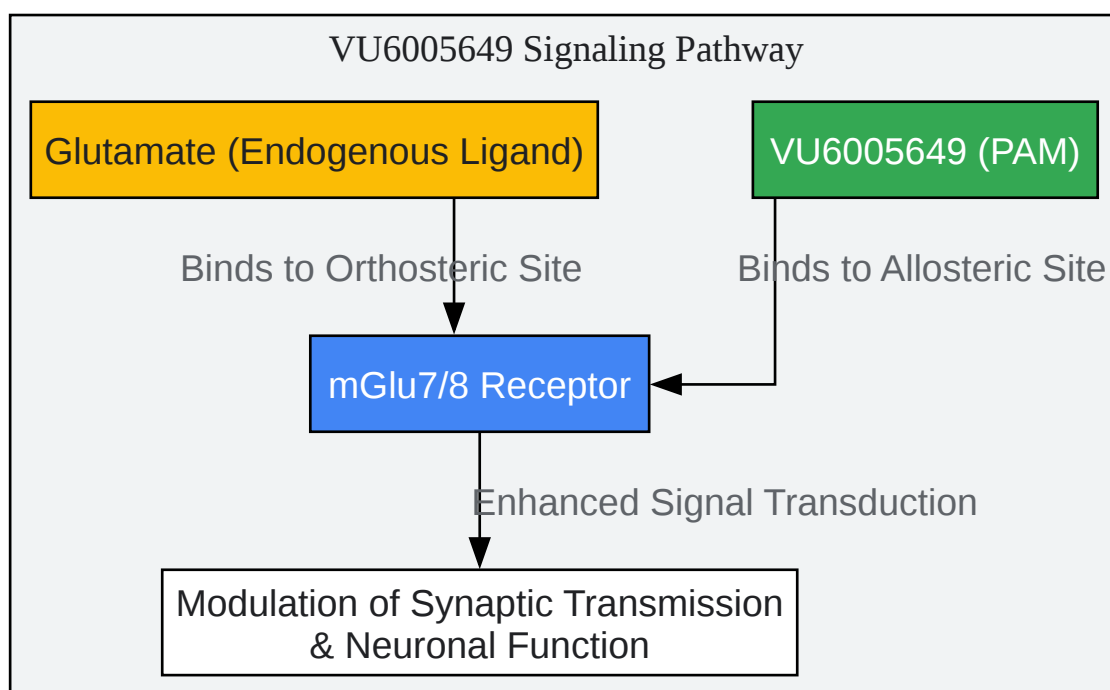 VU6005649 Signaling Pathway
Glutamate (Endogenous Ligand)
VU6005649 (PAM)
Binds to Orthosteric Site
Binds to Allosteric Site
mGlu7/8 Receptor
Enhanced Signal Transduction
Modulation of Synaptic Transmission
& Neuronal Function